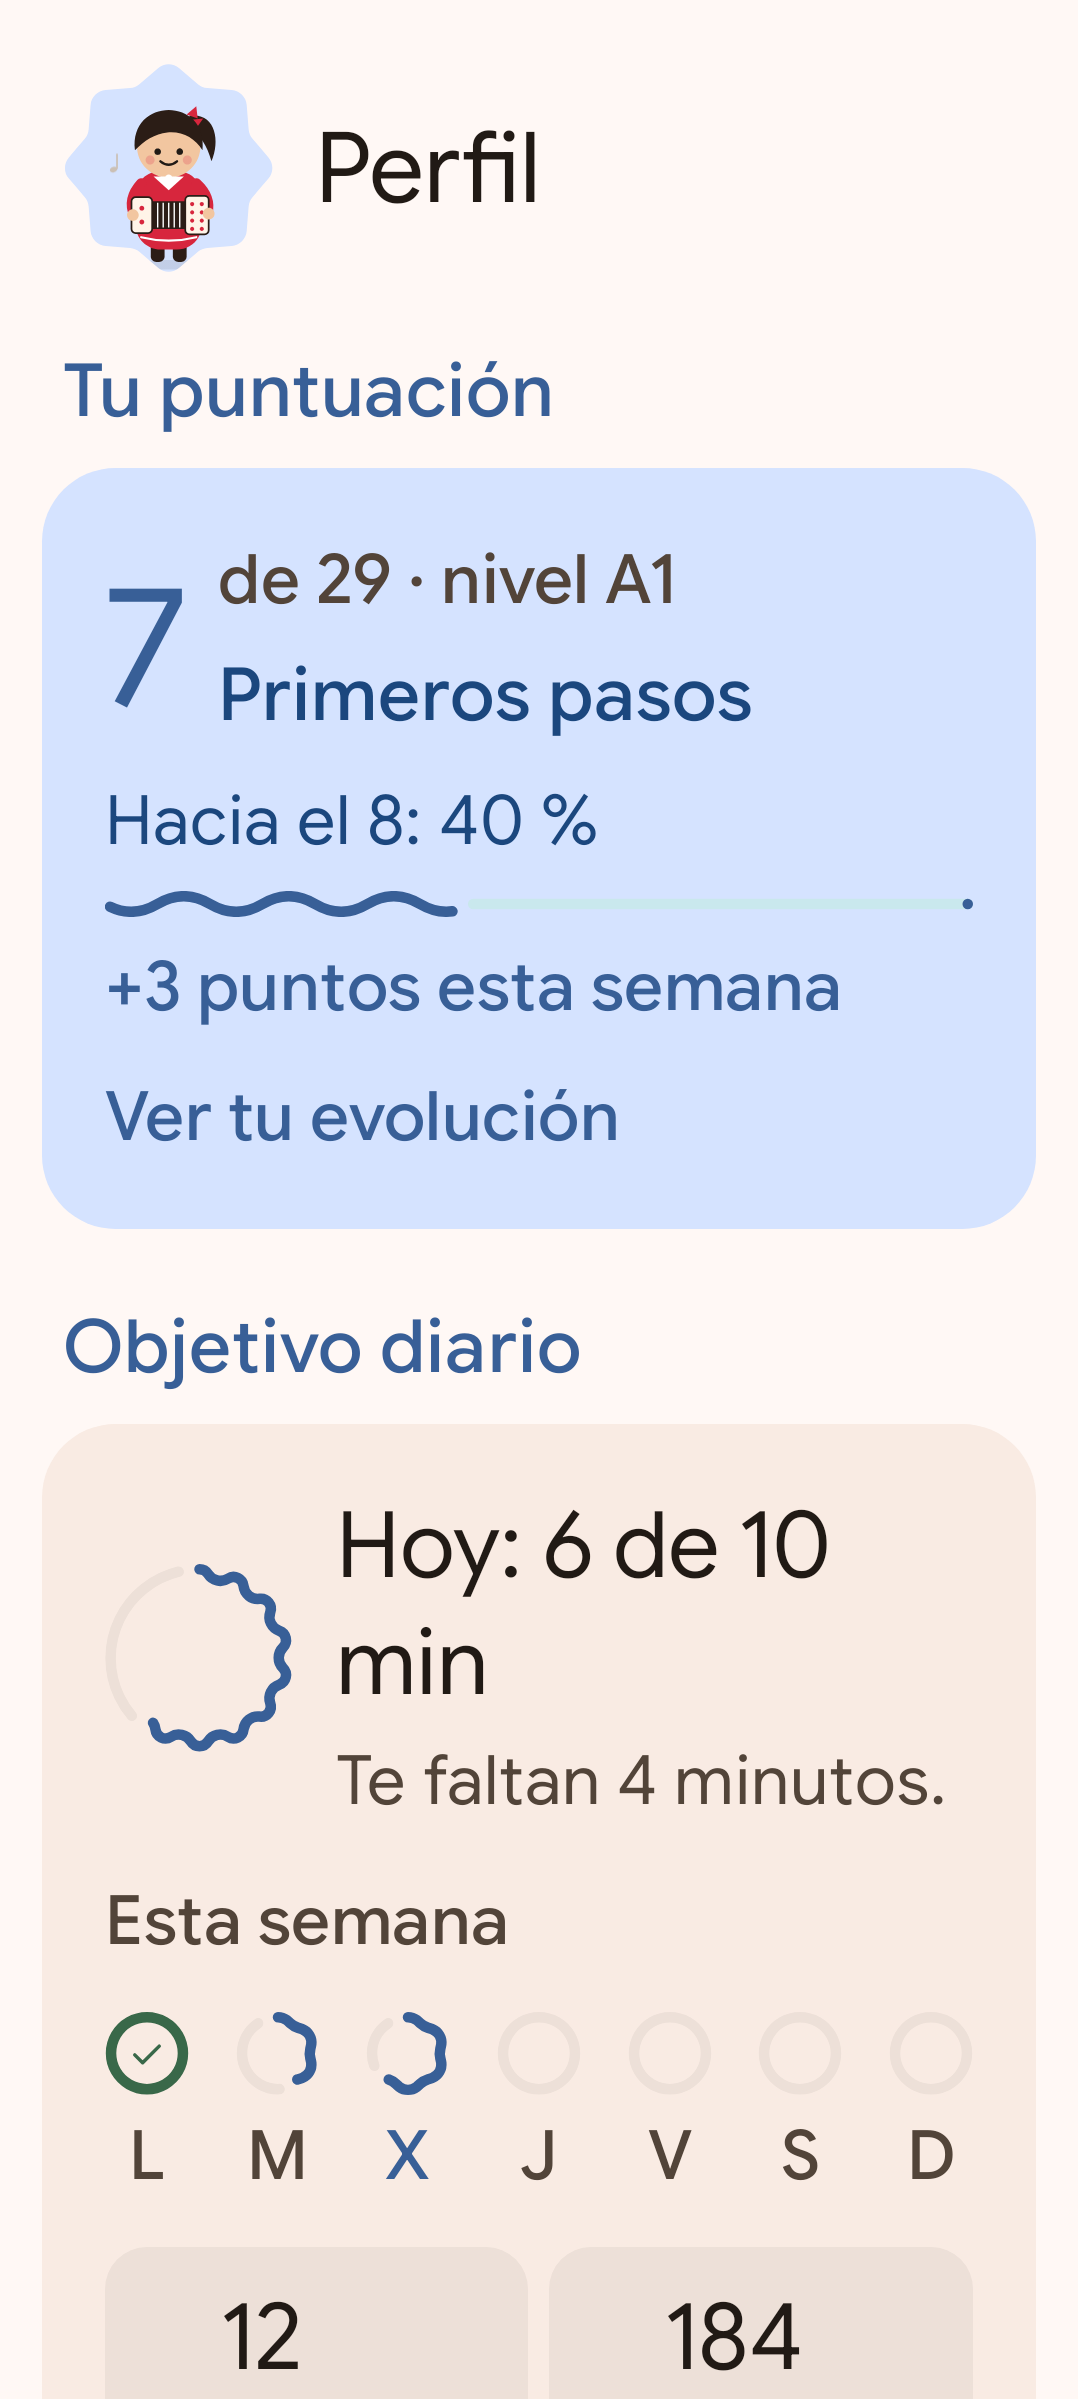 Perfil
Tu puntuación
7
de 29 · nivel A1
Primeros pasos
Hacia el 8: 40 %
+3 puntos esta semana
Ver tu evolución
Objetivo diario
Hoy: 6 de 10
min
Te faltan 4 minutos.
Esta semana
L M X J V S D
12 184